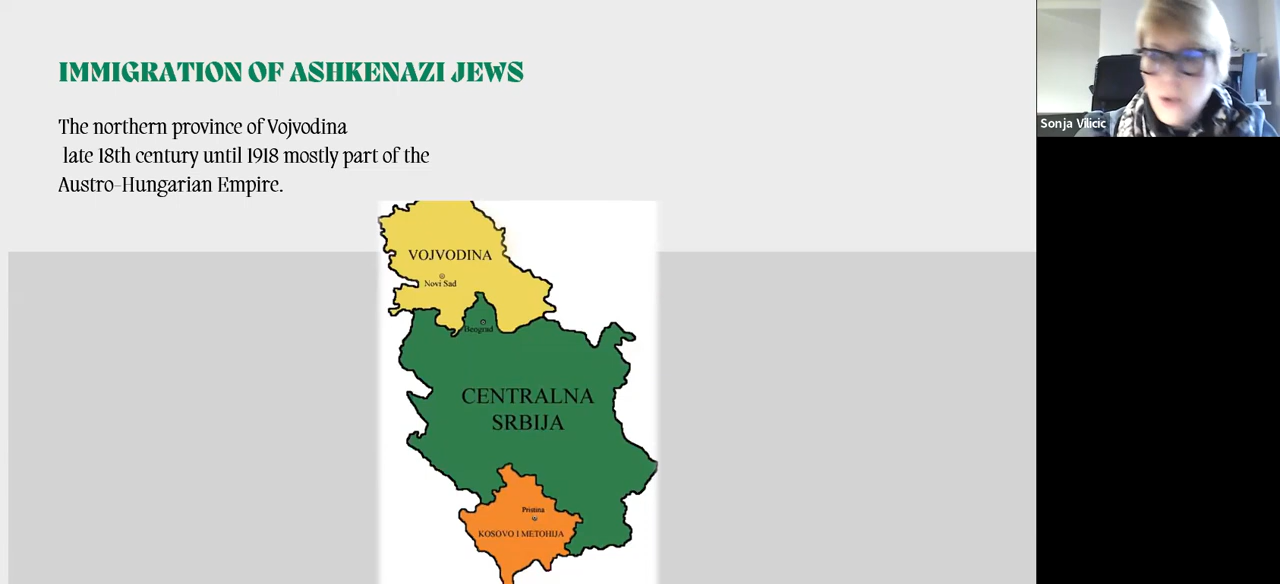 IMMIGRATION OF ASHKENAZI JEWS
The northern province of Vojvodina
late 18th century until 1918 mostly part of the
Austro-Hungarian Empire.
VOJVODINA
Novi Sad
Beograd
CENTRALNA
SRBIJA
Pristina
KOSOVO I METOHIJA
Sonja Vilicic